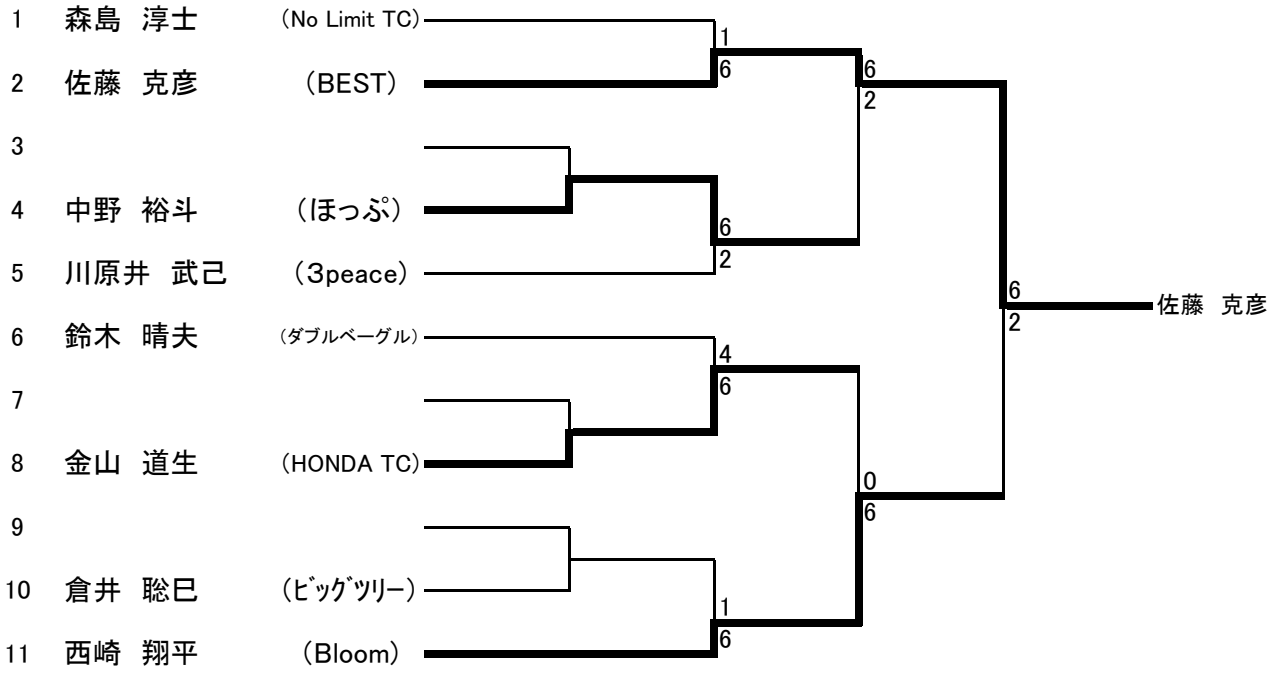 1 森島 淳士 (No Limit TC)
1
6
2 佐藤 克彦 (BEST)
6
2
3
4 中野 裕斗 (ほっぷ)
6
2
5 川原井 武己 (3peace)
6
2
佐藤 克彦
6 鈴木 晴夫 (ダブルベーグル)
4
6
7
8 金山 道生 (HONDA TC)
0
6
9
10 倉井 聡巳 (ﾋﾞｯｸﾞﾂﾘｰ)
1
6
11 西崎 翔平 (Bloom)